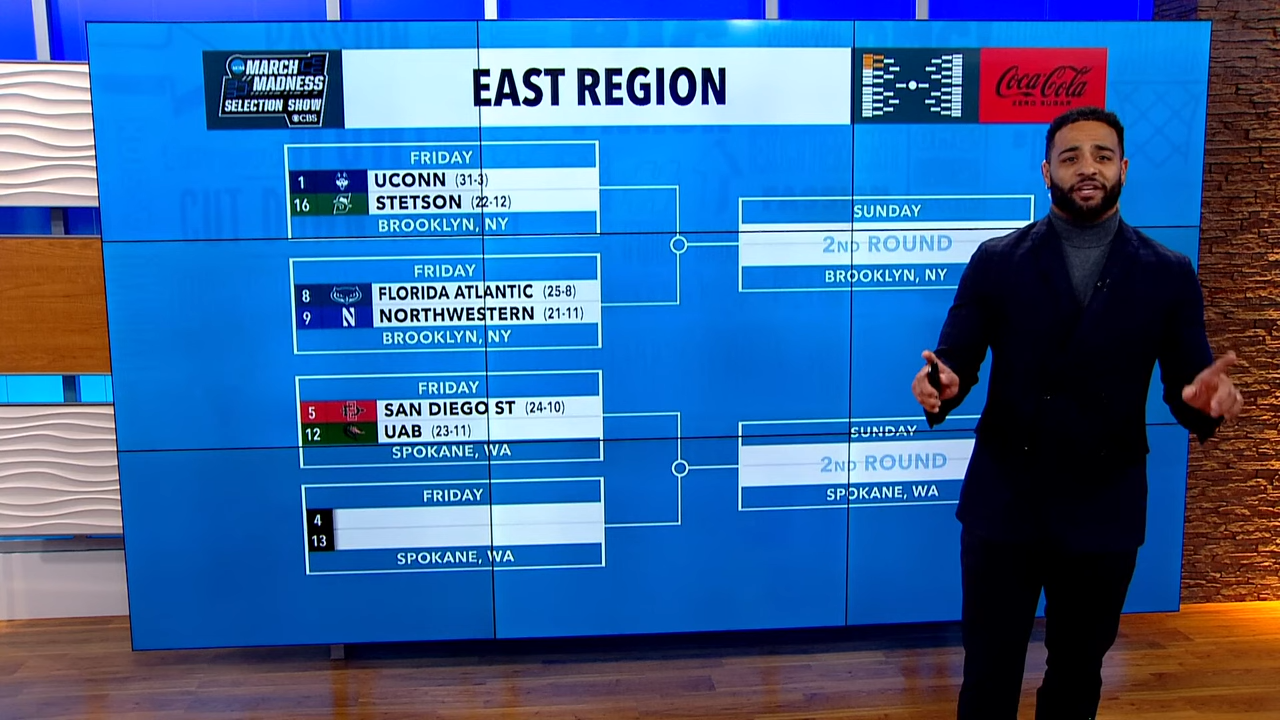 MARCH
MADNESS
SELECTION SHOW
CBS
EAST REGION
Coca-Cola
ZERO SUGAR
FRIDAY
1 UCONN (31-3)
16 STETSON (22-12)
BROOKLYN, NY
FRIDAY
8 FLORIDA ATLANTIC (25-8)
9 N NORTHWESTERN (21-11)
BROOKLYN, NY
FRIDAY
5 SAN DIEGO ST (24-10)
12 UAB (23-11)
SPOKANE, WA
FRIDAY
4
13
SPOKANE, WA
SUNDAY
2ND ROUND
BROOKLYN, NY
SUNDAY
2ND ROUND
SPOKANE, WA